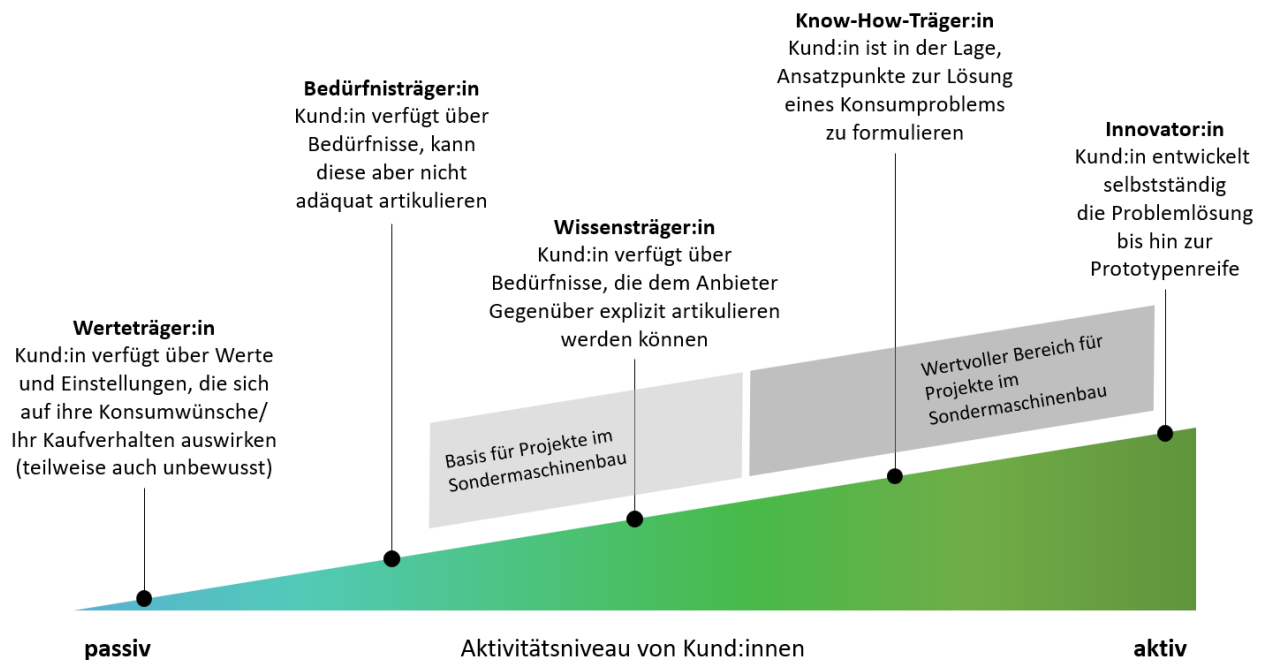 Know-How-Träger:in
Kund:in ist in der Lage,
Ansatzpunkte zur Lösung
eines Konsumproblems
zu formulieren
Bedürfnisträger:in
Kund:in verfügt über
Bedürfnisse, kann
diese aber nicht
adäquat artikulieren
Innovator:in
Kund:in entwickelt
selbstständig
die Problemlösung
bis hin zur
Prototypenreife
Wissensträger:in
Kund:in verfügt über
Bedürfnisse, die dem Anbieter
Gegenüber explizit artikulieren
werden können
Werteträger:in
Kund:in verfügt über Werte
und Einstellungen, die sich
auf ihre Konsumwünsche/
Ihr Kaufverhalten auswirken
(teilweise auch unbewusst)
Wertvoller Bereich für
Projekte im
Sondermaschinenbau
Basis für Projekte im
Sondermaschinenbau
passiv
Aktivitätsniveau von Kund:innen
aktiv